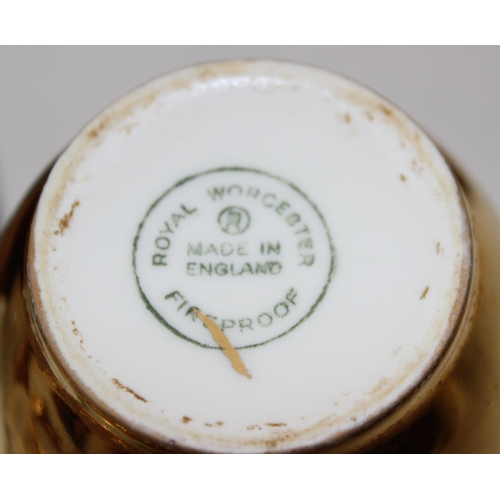 ROYAL WORCESTER
R
MADE IN
ENGLAND
FIREPROOF